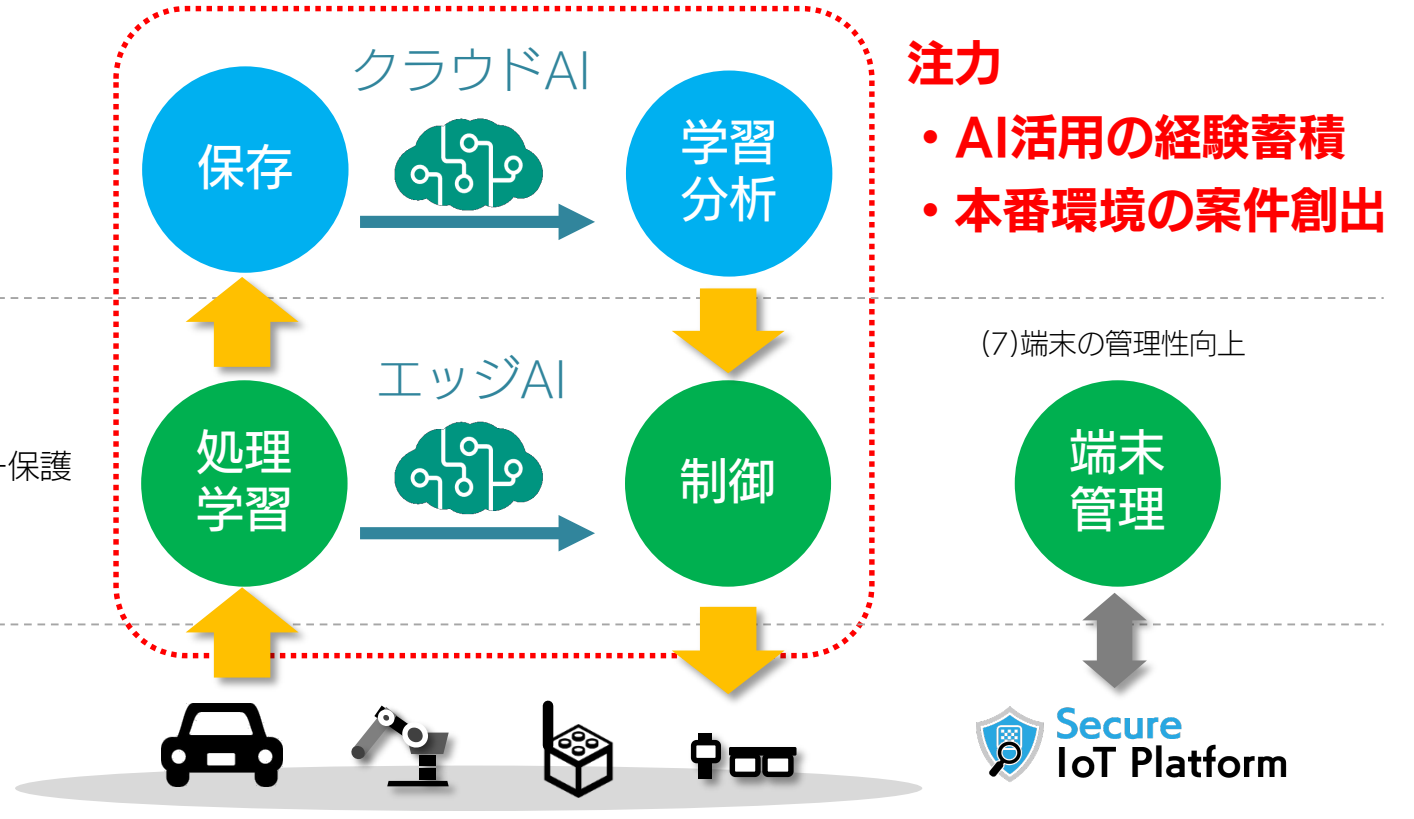 クラウドAI
保存
学習
分析
注力
・AI活用の経験蓄積
・本番環境の案件創出
(7)端末の管理性向上
エッジAI
保護
処理
学習
制御
端末
管理
Secure
IoT Platform